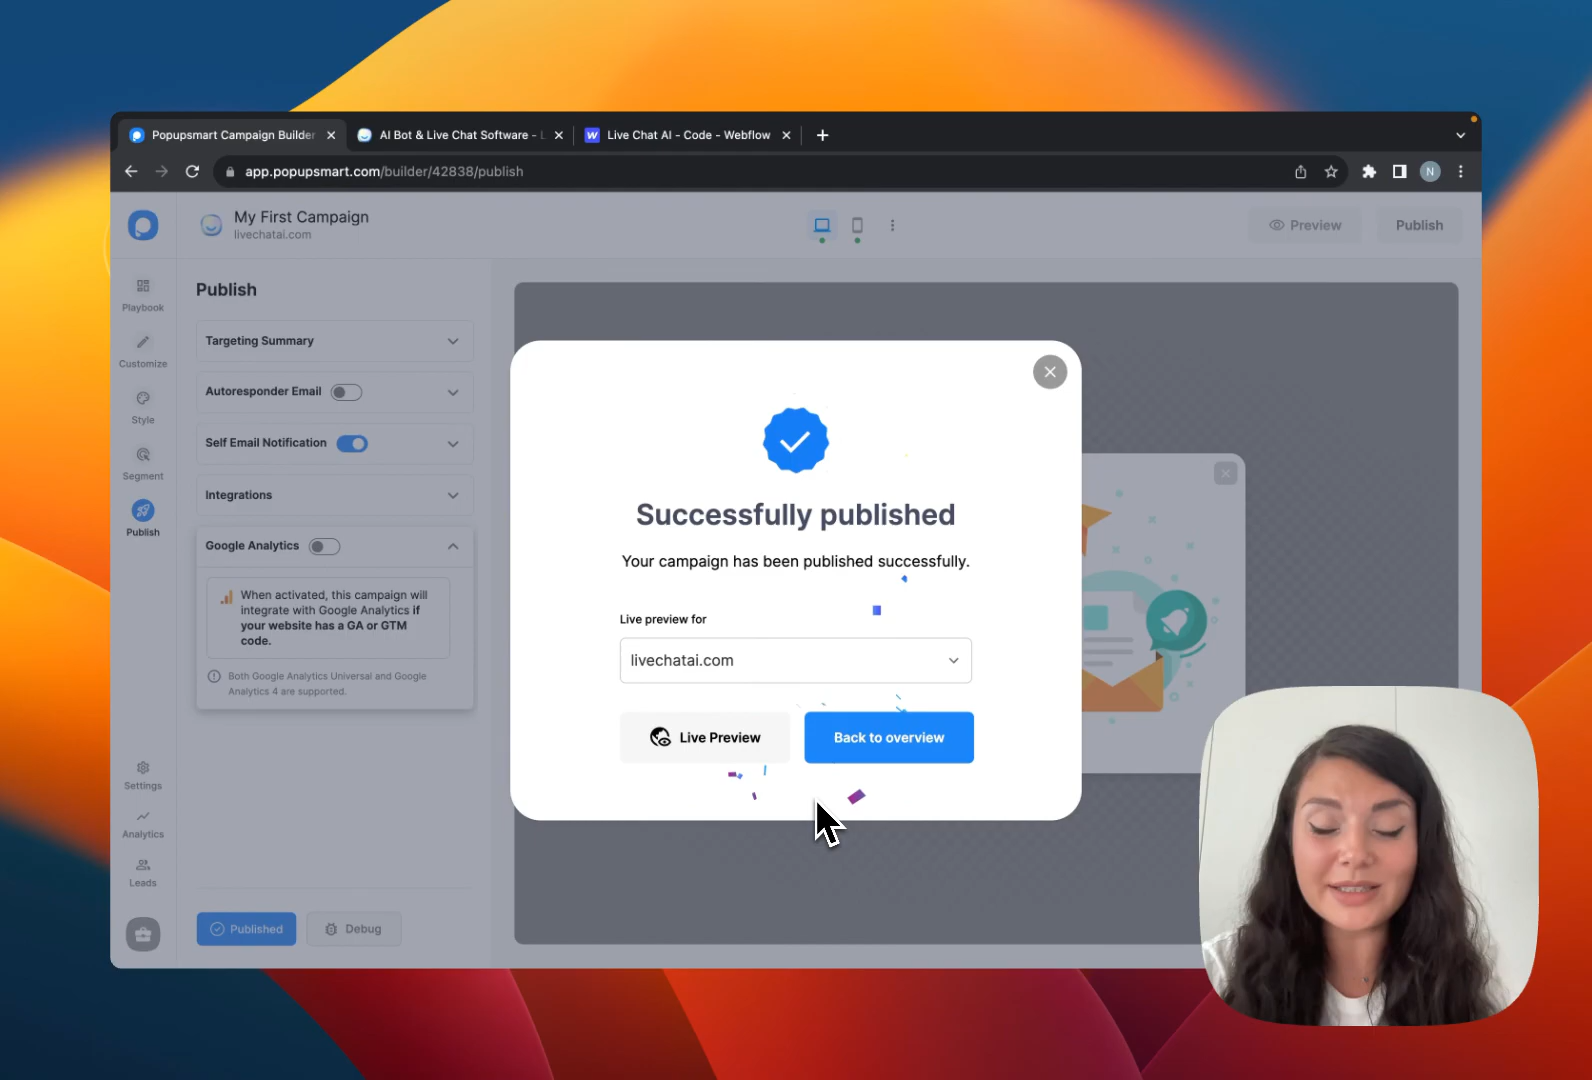 Popupsmart Campaign Builder
AI Bot & Live Chat Software - L
W
Live Chat AI - Code - Webflow
app.popupsmart.com/builder/42838/publish
N
My First Campaign
livechatai.com
Preview
Publish
Playbook
Customize
Style
Segment
Publish
Settings
Analytics
Leads
Publish
Targeting Summary
Autoresponder Email
Self Email Notification
Integrations
Google Analytics
When activated, this campaign will
integrate with Google Analytics if
your website has a GA or GTM
code.
Both Google Analytics Universal and Google
Analytics 4 are supported.
Published
Debug
Successfully published
Your campaign has been published successfully.
Live preview for
livechatai.com
Live Preview
Back to overview